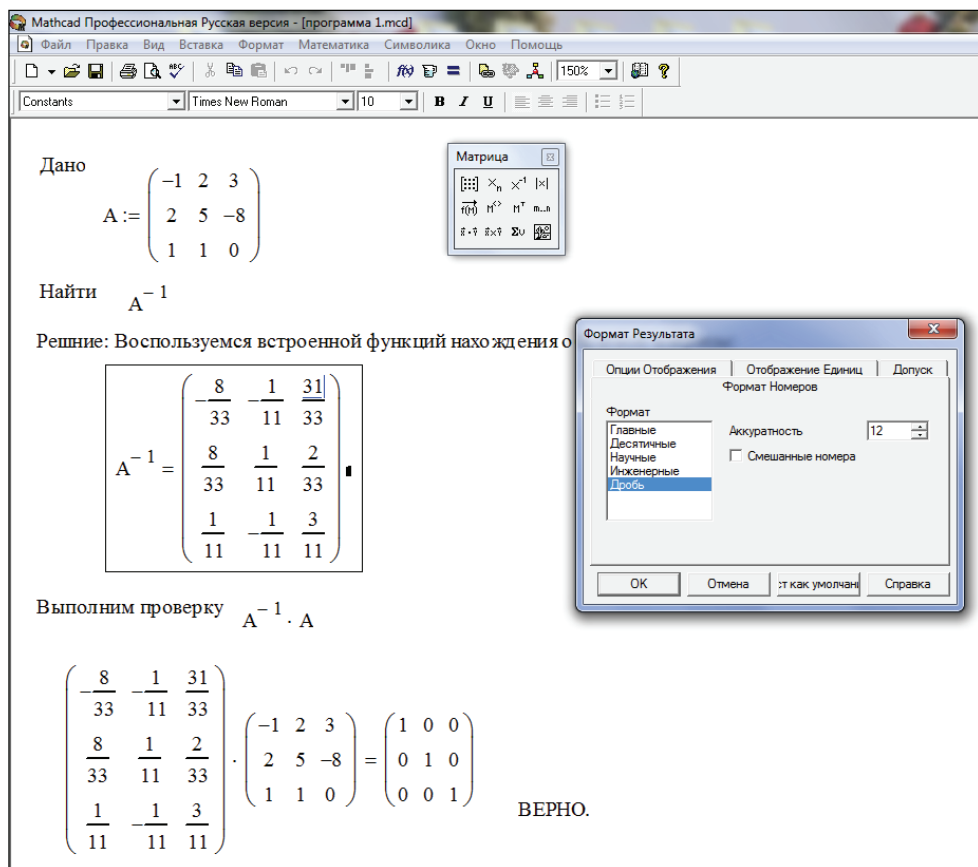 Mathcad Профессиональная Русская версия - [программа 1.mcd]
Файл Правка Вид Вставка Формат Математика Символика Окно Помощь
150%
Constants Times New Roman 10 B I U
Дано
A := ( −1 2 3
2 5 −8
1 1 0 )
Матрица
[:::] ×n ×⁻¹ |×|
f(M) M<> Mᵀ m..n
Συ
Найти A⁻ ¹
Решние: Воспользуемся встроенной функций нахождения о
A⁻ ¹ = ( −8/33 −1/11 31/33
8/33 1/11 2/33
1/11 −1/11 3/11 )
Формат Результата
Опции Отображения Отображение Единиц Допуск
Формат Номеров
Формат
Главные
Десятичные
Научные
Инженерные
Дробь
Аккуратность 12
Смешанные номера
OK Отмена :т как умолчани Справка
Выполним проверку A⁻ ¹ · A
( −8/33 −1/11 31/33
8/33 1/11 2/33
1/11 −1/11 3/11 ) · ( −1 2 3
2 5 −8
1 1 0 ) = ( 1 0 0
0 1 0
0 0 1 )
ВЕРНО.